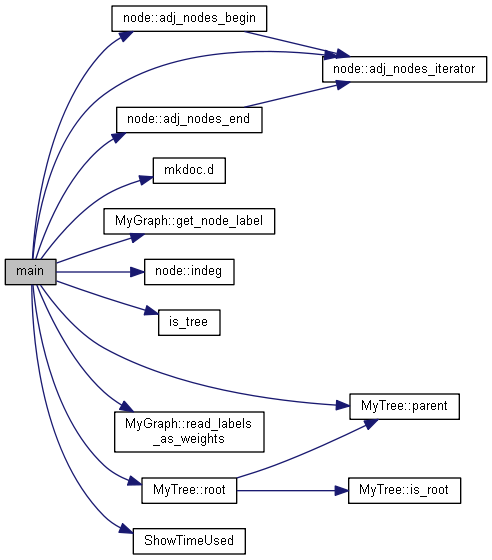 node::adj_nodes_begin
node::adj_nodes_iterator
node::adj_nodes_end
mkdoc.d
MyGraph::get_node_label
main
node::indeg
is_tree
MyTree::parent
MyGraph::read_labels
_as_weights
MyTree::root
MyTree::is_root
ShowTimeUsed